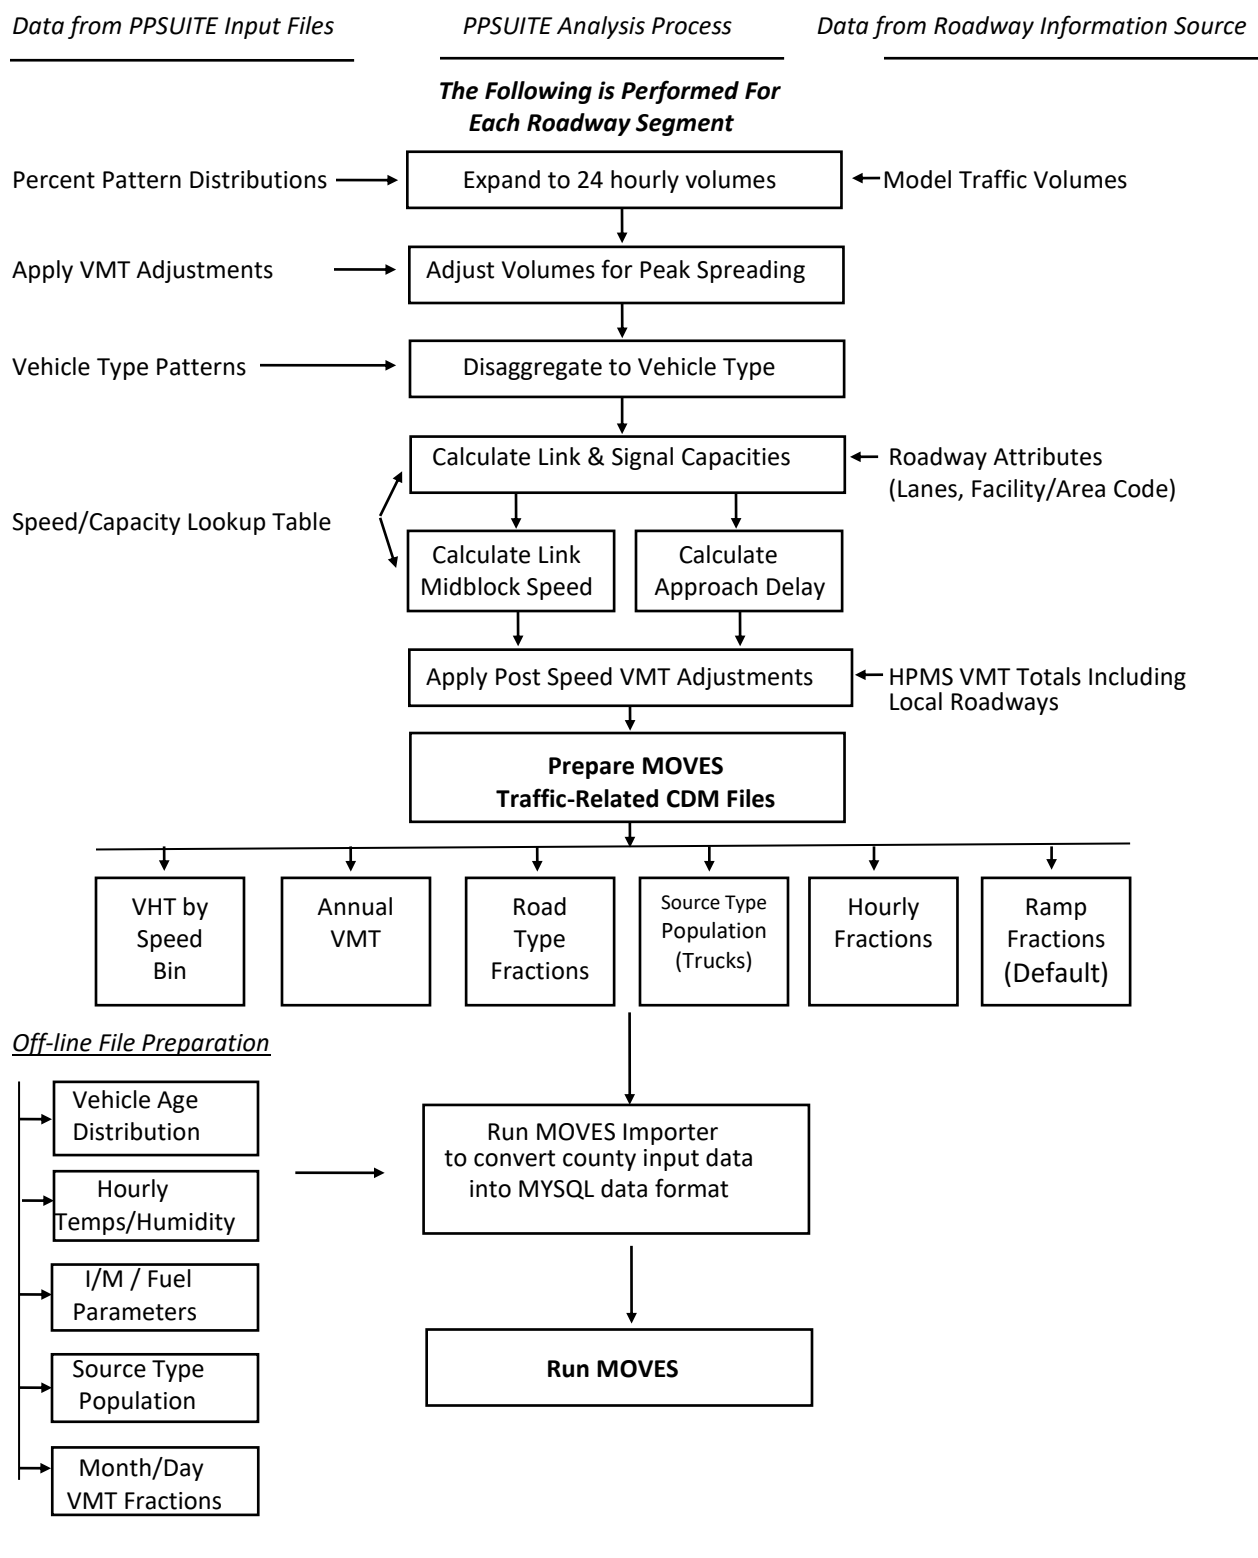 Data from PPSUITE Input Files
PPSUITE Analysis Process
Data from Roadway Information Source
The Following is Performed For
Each Roadway Segment
Percent Pattern Distributions
Expand to 24 hourly volumes
Model Traffic Volumes
Apply VMT Adjustments
Adjust Volumes for Peak Spreading
Vehicle Type Patterns
Disaggregate to Vehicle Type
Calculate Link & Signal Capacities
Roadway Attributes
(Lanes, Facility/Area Code)
Speed/Capacity Lookup Table
Calculate Link
Midblock Speed
Calculate
Approach Delay
Apply Post Speed VMT Adjustments
HPMS VMT Totals Including
Local Roadways
Prepare MOVES
Traffic-Related CDM Files
VHT by
Speed
Bin
Annual
VMT
Road
Type
Fractions
Source Type
Population
(Trucks)
Hourly
Fractions
Ramp
Fractions
(Default)
Off-line File Preparation
Vehicle Age
Distribution
Hourly
Temps/Humidity
I/M / Fuel
Parameters
Source Type
Population
Month/Day
VMT Fractions
Run MOVES Importer
to convert county input data
into MYSQL data format
Run MOVES